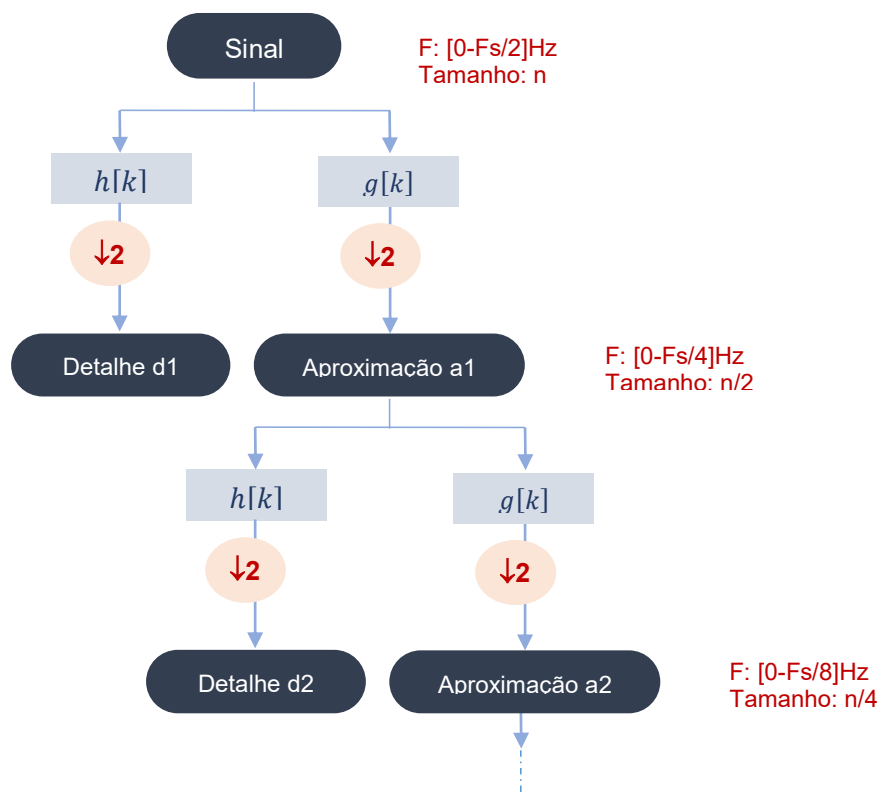 Sinal
F: [0-Fs/2]Hz
Tamanho: n
h[k]
g[k]
↓2
↓2
Detalhe d1
Aproximação a1
F: [0-Fs/4]Hz
Tamanho: n/2
h[k]
g[k]
↓2
↓2
Detalhe d2
Aproximação a2
F: [0-Fs/8]Hz
Tamanho: n/4